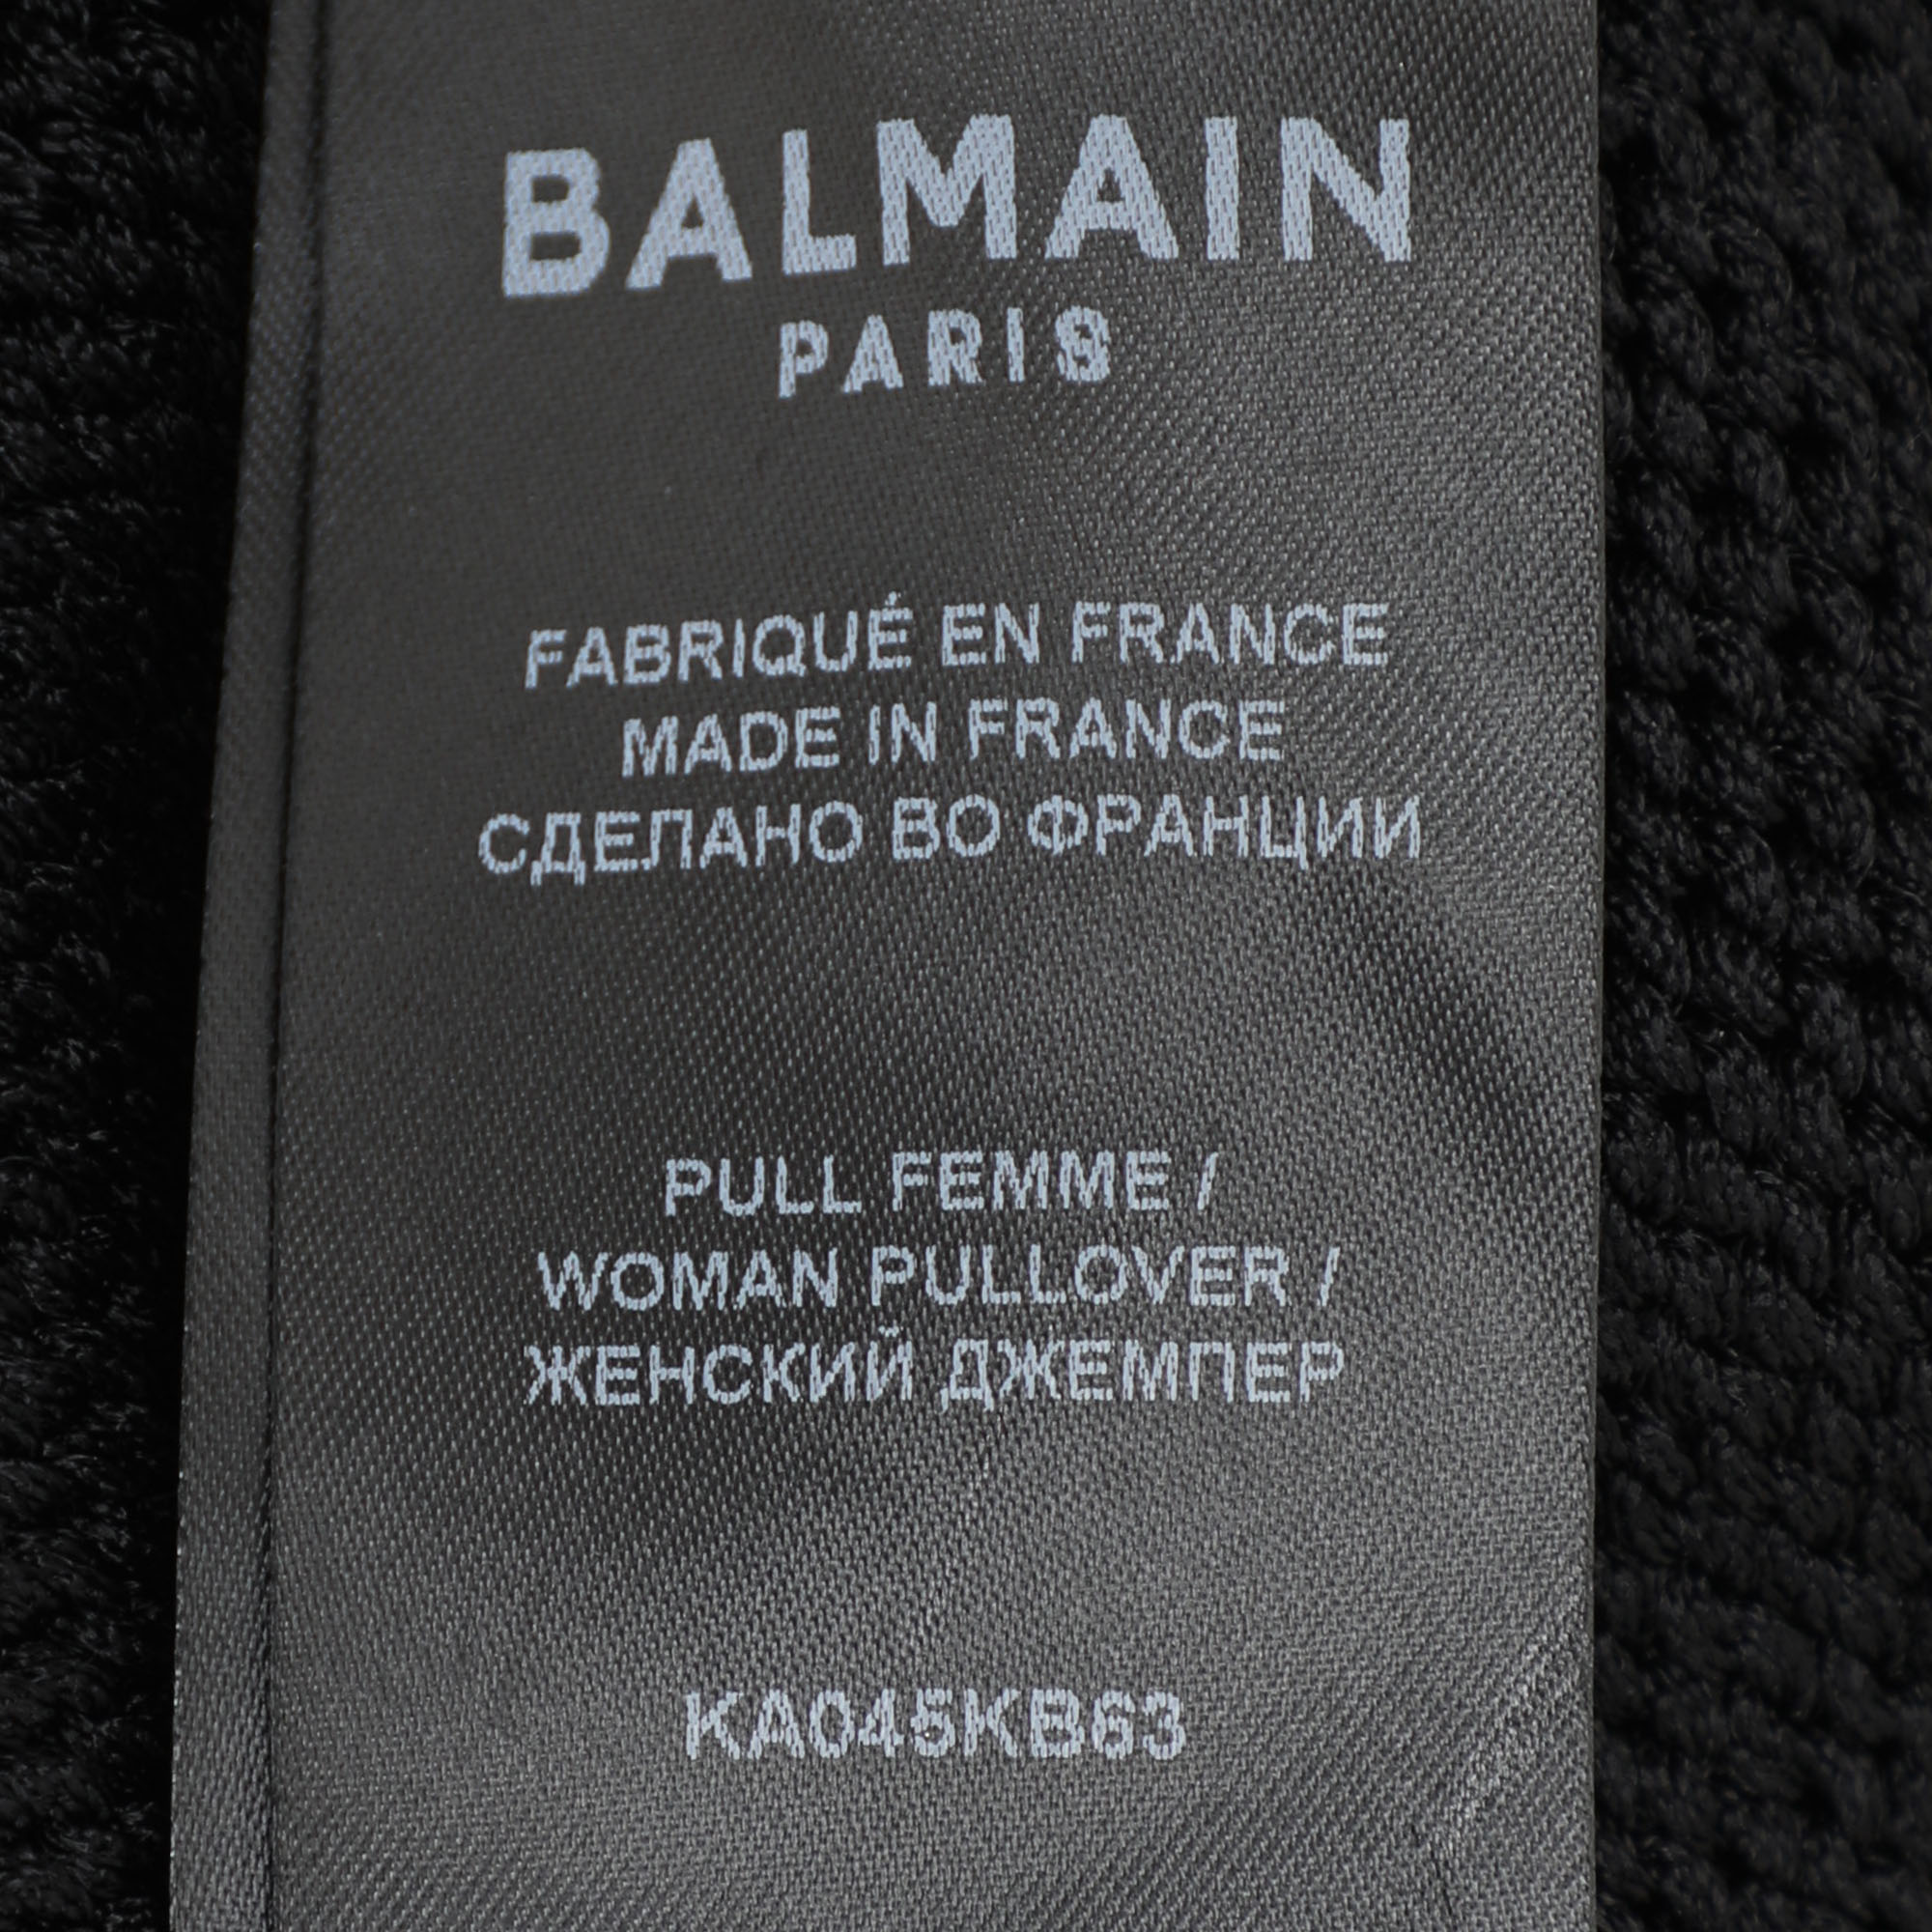 BALMAIN
PARIS
FABRIQUÉ EN FRANCE
MADE IN FRANCE
СДЕЛАНО ВО ФРАНЦИИ
PULL FEMME /
WOMAN PULLOVER /
ЖЕНСКИЙ ДЖЕМПЕР
KA045KB63